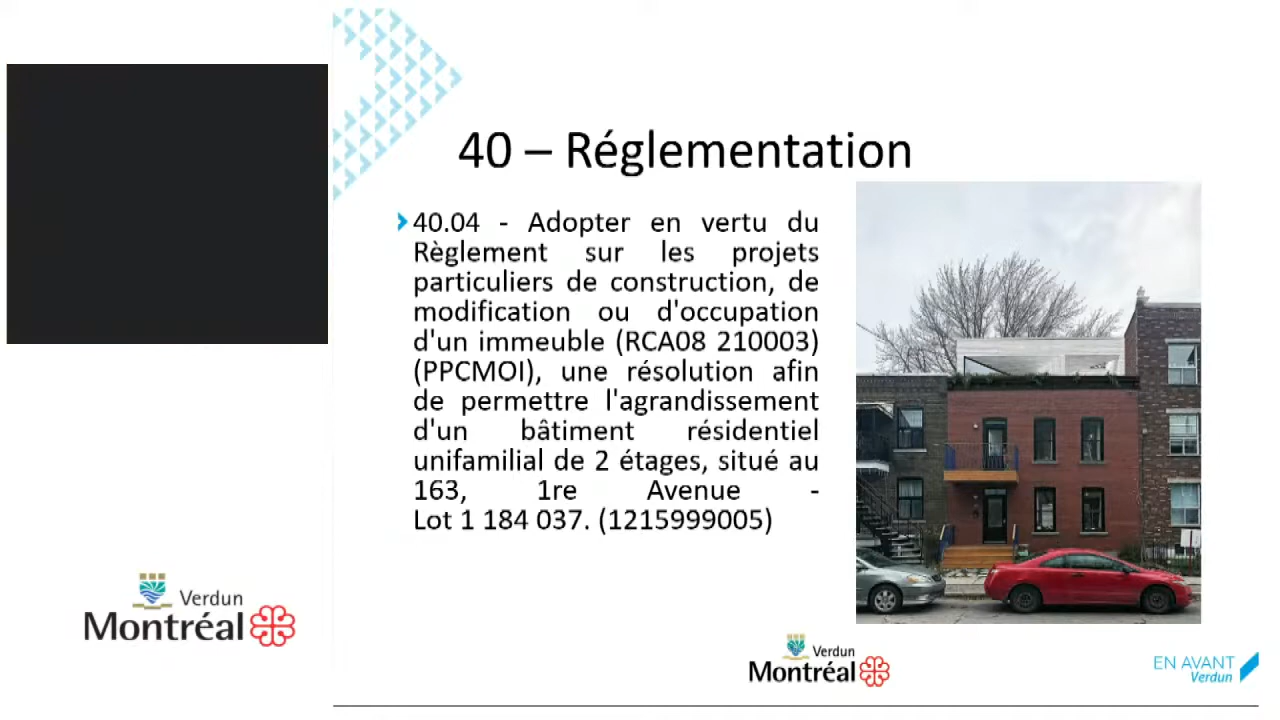 40 – Réglementation
40.04 - Adopter en vertu du
Règlement sur les projets
particuliers de construction, de
modification ou d'occupation
d'un immeuble (RCA08 210003)
(PPCMOI), une résolution afin
de permettre l'agrandissement
d'un bâtiment résidentiel
unifamilial de 2 étages, situé au
163, 1re Avenue -
Lot 1 184 037. (1215999005)
Verdun
Montréal
Verdun
Montréal
EN AVANT
Verdun